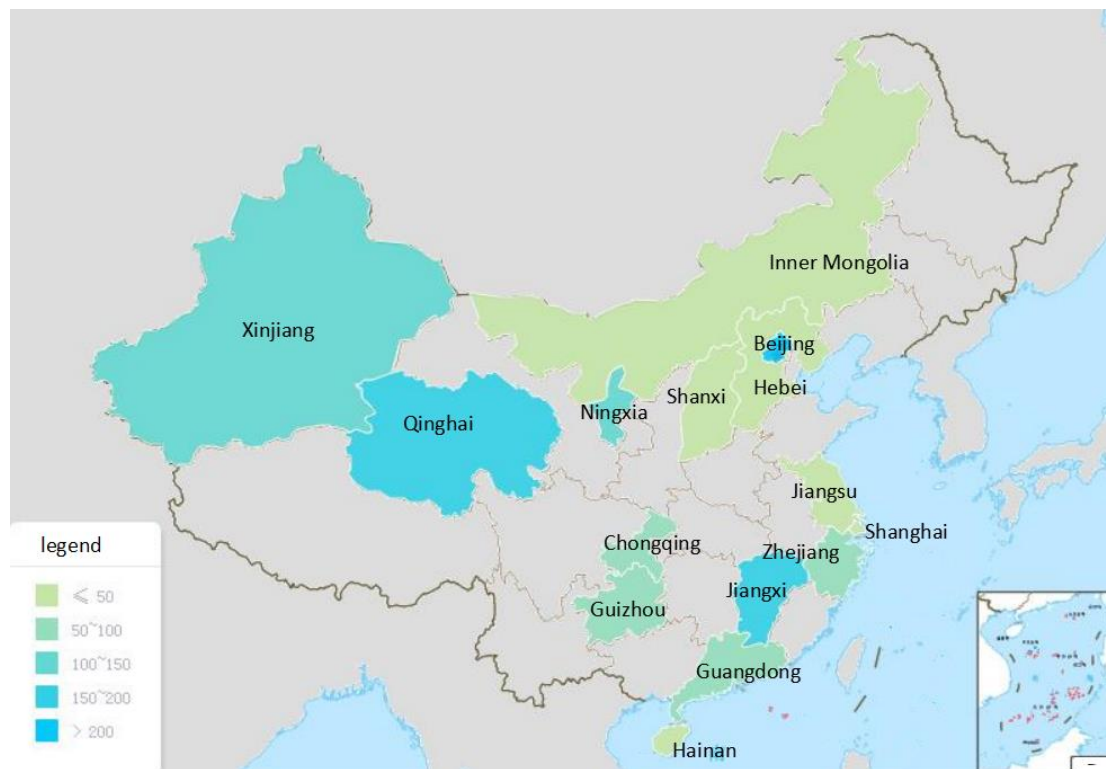 Inner Mongolia
Xinjiang
Beijing
Hebei
Shanxi
Ningxia
Qinghai
Jiangsu
Shanghai
Zhejiang
Chongqing
Jiangxi
Guizhou
Guangdong
Hainan
legend
⩽ 50
50~100
100~150
150~200
> 200